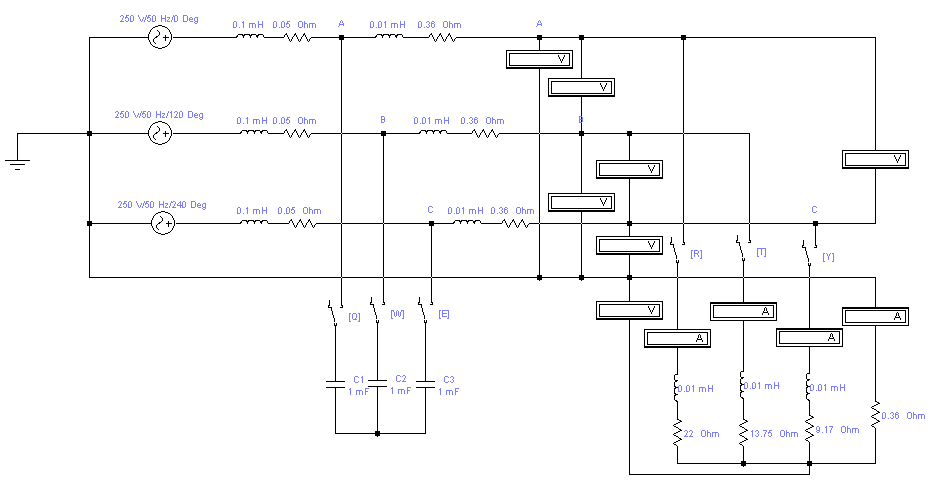 250 V/50 Hz/0 Deg
0.1 mH 0.05 Ohm A 0.01 mH 0.36 Ohm A
V
V
250 V/50 Hz/120 Deg
0.1 mH 0.05 Ohm B 0.01 mH 0.36 Ohm B
V
V
250 V/50 Hz/240 Deg
0.1 mH 0.05 Ohm C 0.01 mH 0.36 Ohm C
V
V
[R] [T] [Y]
V
[Q] [W] [E]
A A A A
C1 C2 C3
1 mF 1 mF 1 mF
0.01 mH 0.01 mH 0.01 mH
22 Ohm 13.75 Ohm 9.17 Ohm 0.36 Ohm